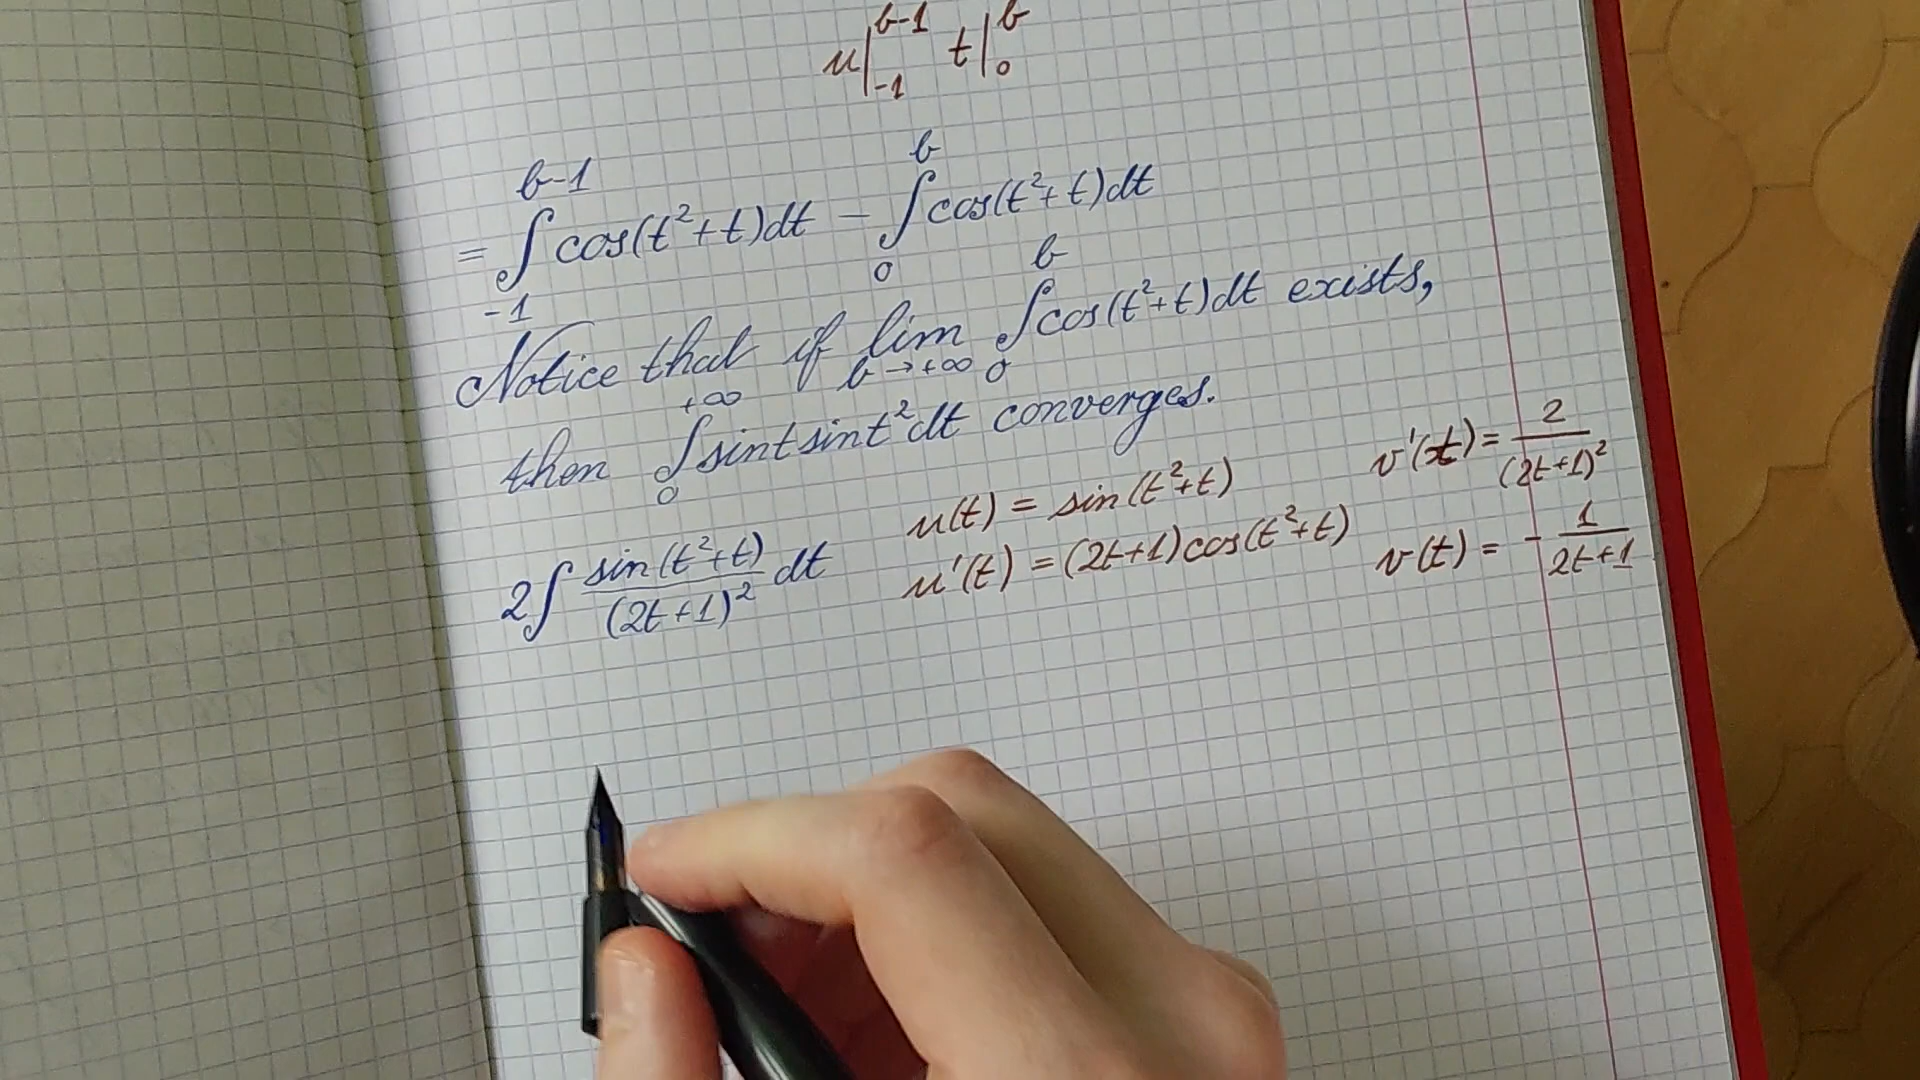 u|_{-1}^{b-1} t|_0^b
= ∫_{-1}^{b-1} cos(t²+t)dt − ∫_0^b cos(t²+t)dt
Notice that if lim_{b→+∞} ∫_0^b cos(t²+t)dt exists,
then ∫_0^{+∞} sint sint² dt converges.
2∫ sin(t²+t)/(2t+1)² dt
u(t) = sin(t²+t)
u'(t) = (2t+1)cos(t²+t)
v'(t) = 2/(2t+1)²
v(t) = - 1/(2t+1)